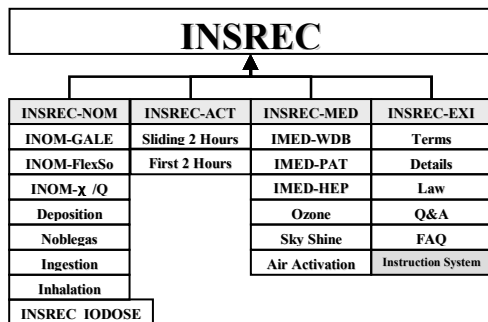 INSREC
INSREC-NOM INSREC-ACT INSREC-MED INSREC-EXI
INOM-GALE Sliding 2 Hours IMED-WDB Terms
INOM-FlexSo First 2 Hours IMED-PAT Details
INOM-χ /Q IMED-HEP Law
Deposition Ozone Q&A
Noblegas Sky Shine FAQ
Ingestion Air Activation Instruction System
Inhalation
INSREC_IODOSE